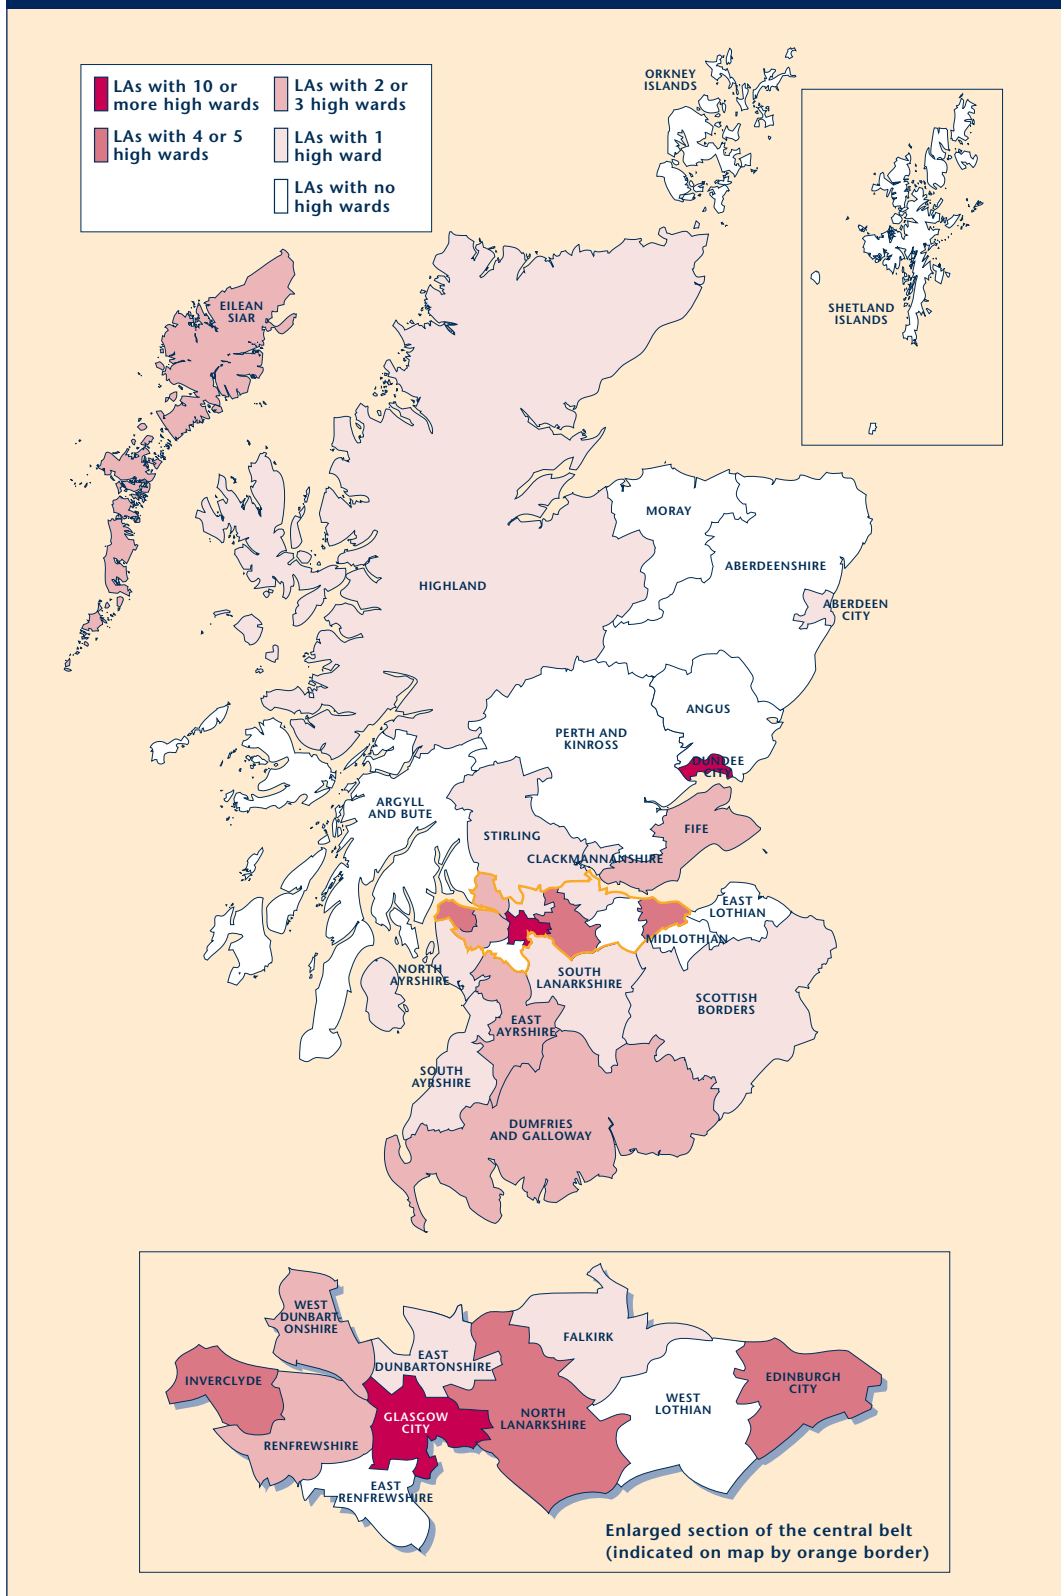 LAs with 10 or
more high wards
LAs with 4 or 5
high wards
LAs with 2 or
3 high wards
LAs with 1
high ward
LAs with no
high wards
ORKNEY
ISLANDS
SHETLAND
ISLANDS
EILEAN
SIAR
HIGHLAND
MORAY
ABERDEENSHIRE
ABERDEEN
CITY
ANGUS
PERTH AND
KINROSS
DUNDEE
CITY
ARGYLL
AND BUTE
STIRLING
FIFE
CLACKMANNANSHIRE
EAST
LOTHIAN
MIDLOTHIAN
NORTH
AYRSHIRE
SOUTH
LANARKSHIRE
SCOTTISH
BORDERS
EAST
AYRSHIRE
SOUTH
AYRSHIRE
DUMFRIES
AND GALLOWAY
WEST
DUNBART
ONSHIRE
EAST
DUNBARTONSHIRE
FALKIRK
INVERCLYDE
EDINBURGH
CITY
WEST
LOTHIAN
GLASGOW
CITY
NORTH
LANARKSHIRE
RENFREWSHIRE
EAST
RENFREWSHIRE
Enlarged section of the central belt
(indicated on map by orange border)